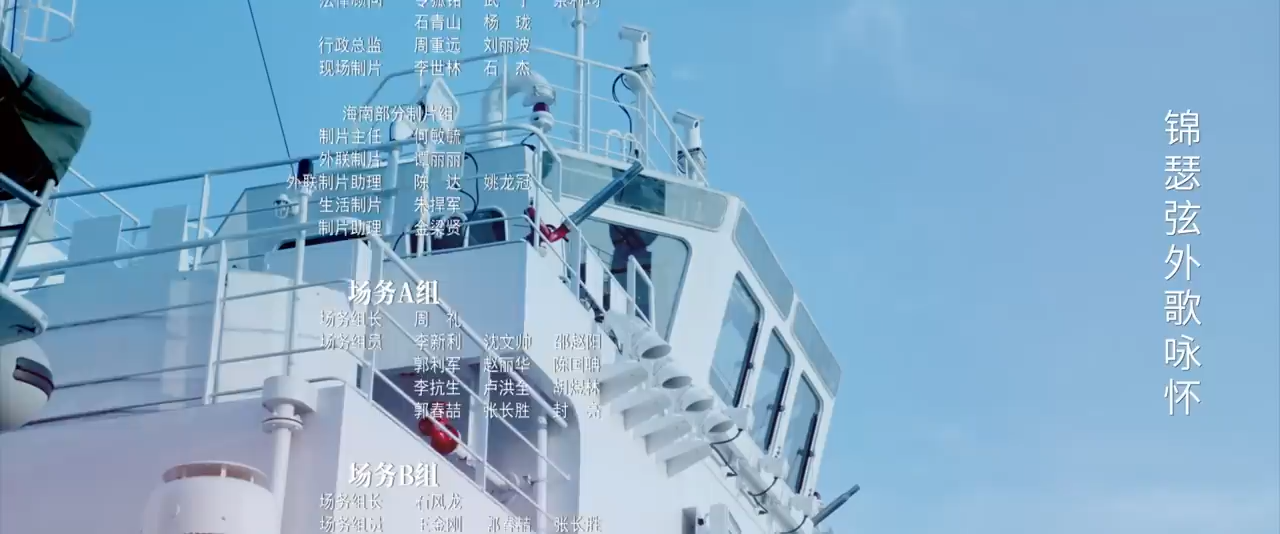 法律顾问
石青山 杨 珑
行政总监 周重远 刘丽波
现场制片 李世林 石 杰
海南部分制片组
制片主任 何敏毓
外联制片 谭丽丽
外联制片助理 陈 达 姚龙冠
生活制片 朱捍军
制片助理 金梁贤
场务A组
场务组长 周 礼
场务组员 李新利 沈文帅 邵赵阳
郭利军 赵丽华 陈国
李抗生 卢洪全 胡煜林
郭春喆 张长胜 封 亮
场务B组
场务组长 石风龙
场务组员 王金刚 郭春喆 张长胜
锦瑟弦外歌咏怀